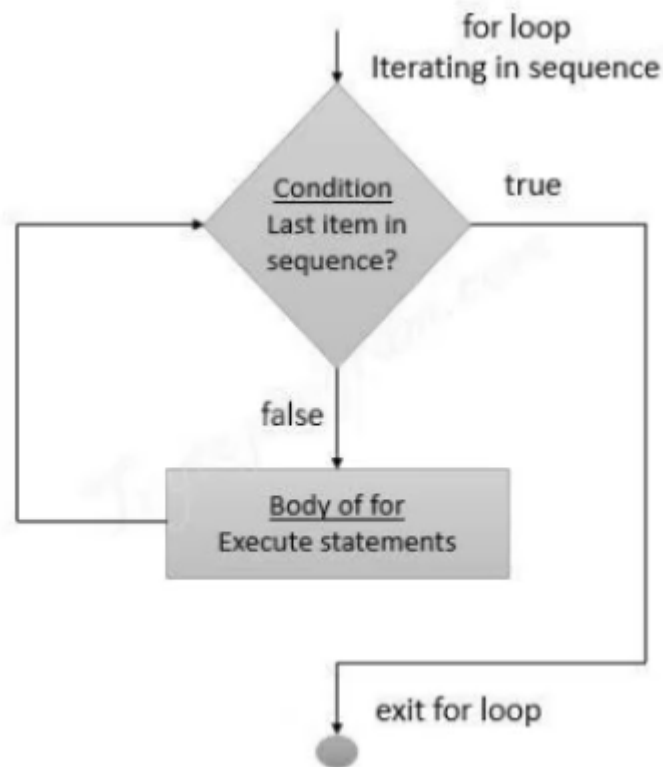 for loop
Iterating in sequence
Condition
Last item in
sequence?
true
false
Body of for
Execute statements
exit for loop